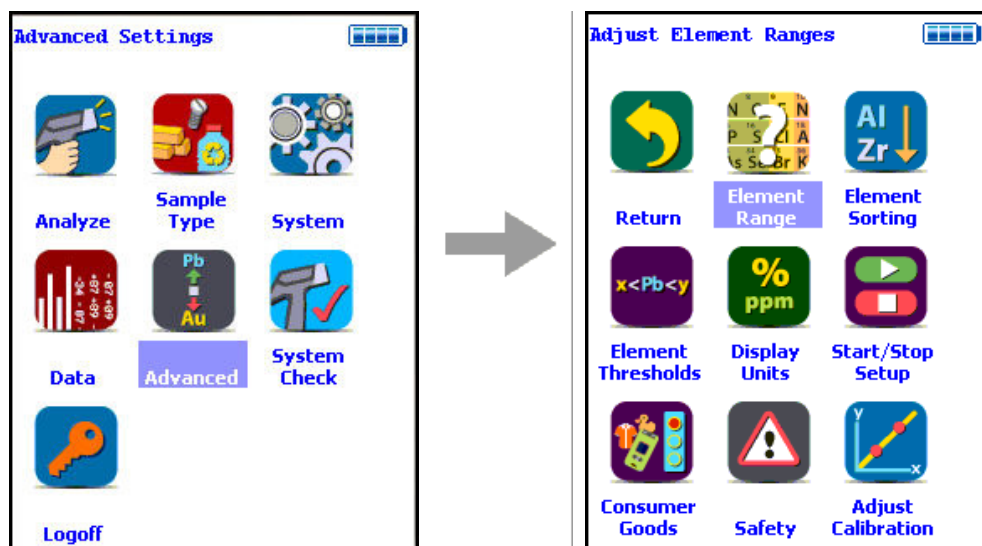 Advanced Settings
Analyze
Sample
Type
System
Pb
Au
Data
Advanced
System
Check
Logoff
Adjust Element Ranges
Return
Element
Range
Al
Zr
Element
Sorting
x<Pb<y
Element
Thresholds
%
ppm
Display
Units
Start/Stop
Setup
Consumer
Goods
Safety
y
x
Adjust
Calibration